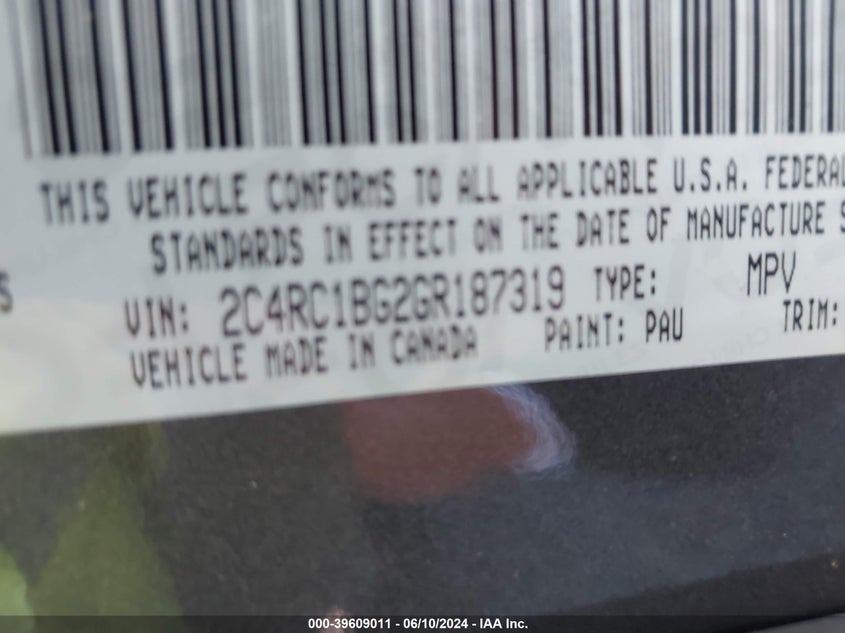 THIS VEHICLE CONFORMS TO ALL APPLICABLE U.S.A. FEDERAL
STANDARDS IN EFFECT ON THE DATE OF MANUFACTURE S
S
VIN: 2C4RC1BG2GR187319 TYPE: MPV
VEHICLE MADE IN CANADA PAINT: PAU TRIM:
000-39609011 - 06/10/2024 - IAA Inc.